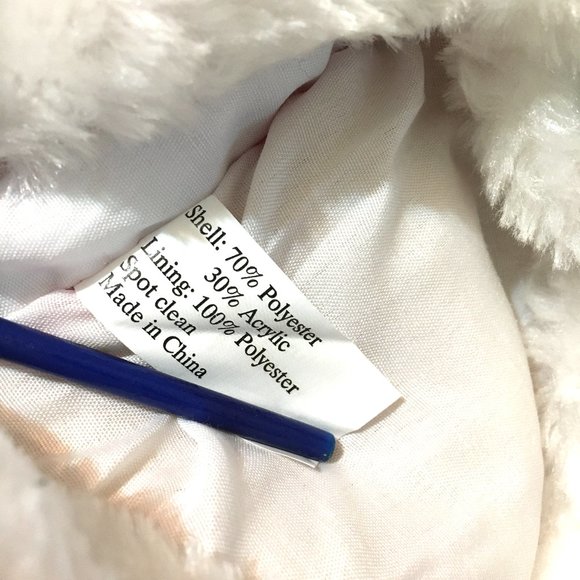 Shell: 70% Polyester
30% Acrylic
Lining: 100% Polyester
Spot clean
Made in China